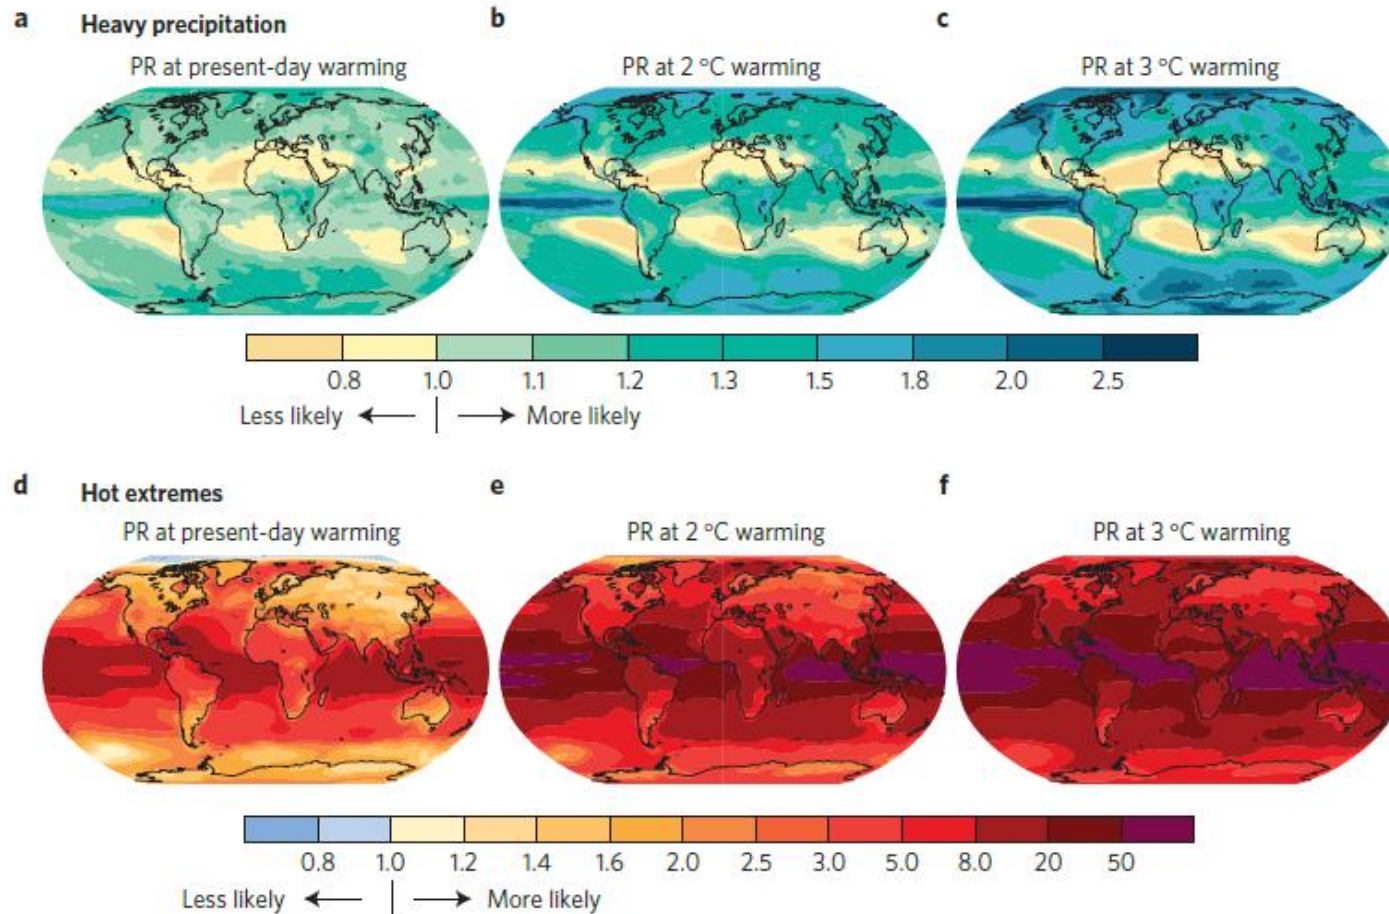 a Heavy precipitation b c
PR at present-day warming PR at 2 °C warming PR at 3 °C warming
0.8 1.0 1.1 1.2 1.3 1.5 1.8 2.0 2.5
Less likely More likely
d Hot extremes e f
PR at present-day warming PR at 2 °C warming PR at 3 °C warming
0.8 1.0 1.2 1.4 1.6 2.0 2.5 3.0 5.0 8.0 20 50
Less likely More likely